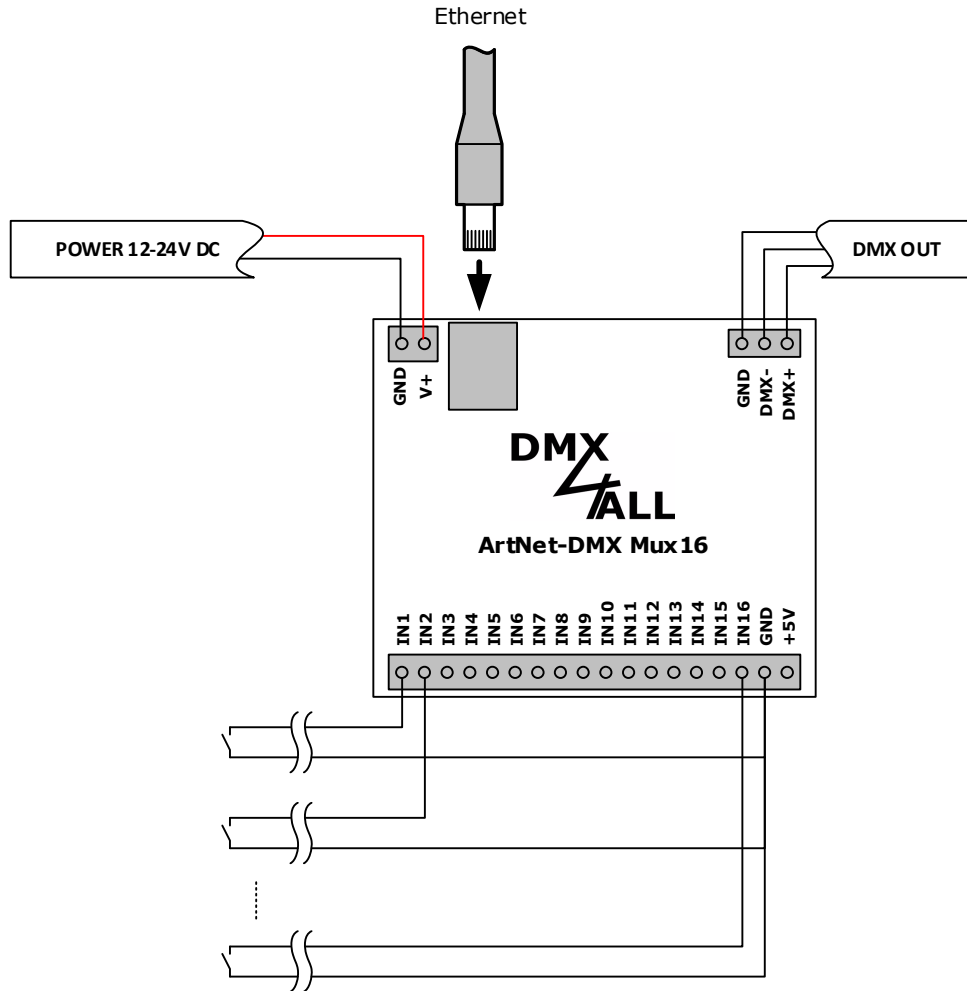 Ethernet
POWER 12-24V DC
DMX OUT
GND
V+
GND
DMX-
DMX+
DMX
4
ALL
ArtNet-DMX Mux16
IN1
IN2
IN3
IN4
IN5
IN6
IN7
IN8
IN9
IN10
IN11
IN12
IN13
IN14
IN15
IN16
GND
+5V